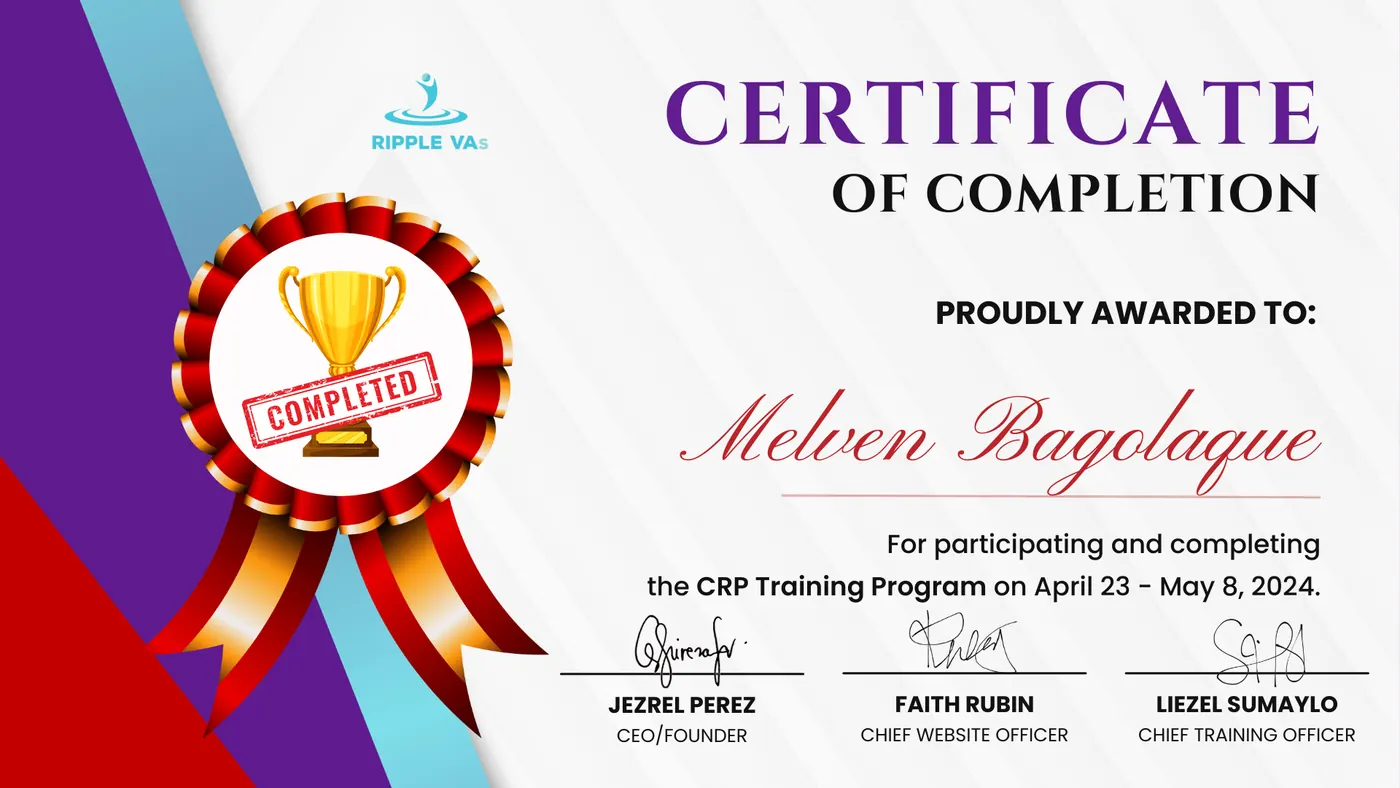 RIPPLE VAs
CERTIFICATE
OF COMPLETION
PROUDLY AWARDED TO:
Melven Bagolaque
COMPLETED
For participating and completing
the CRP Training Program on April 23 - May 8, 2024.
JEZREL PEREZ
CEO/FOUNDER
FAITH RUBIN
CHIEF WEBSITE OFFICER
LIEZEL SUMAYLO
CHIEF TRAINING OFFICER